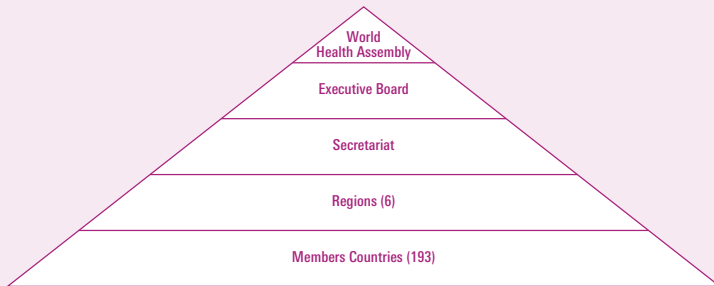 World
Health Assembly
Executive Board
Secretariat
Regions (6)
Members Countries (193)